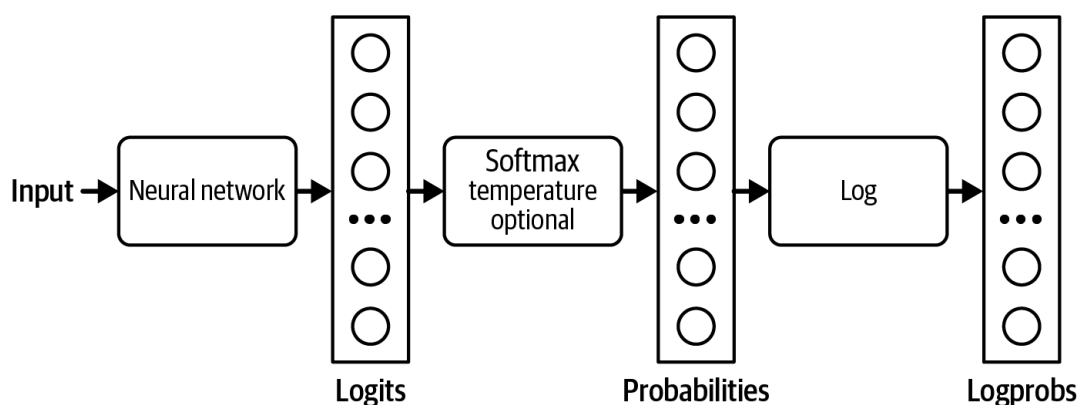 Input
Neural network
Softmax
temperature
optional
Log
Logits
Probabilities
Logprobs